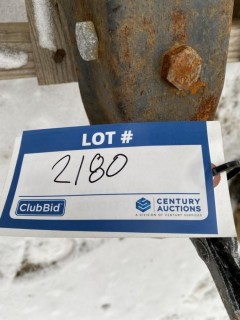 LOT #
2180
ClubBid
CENTURY
AUCTIONS
A DIVISION OF CENTURY SERVICES